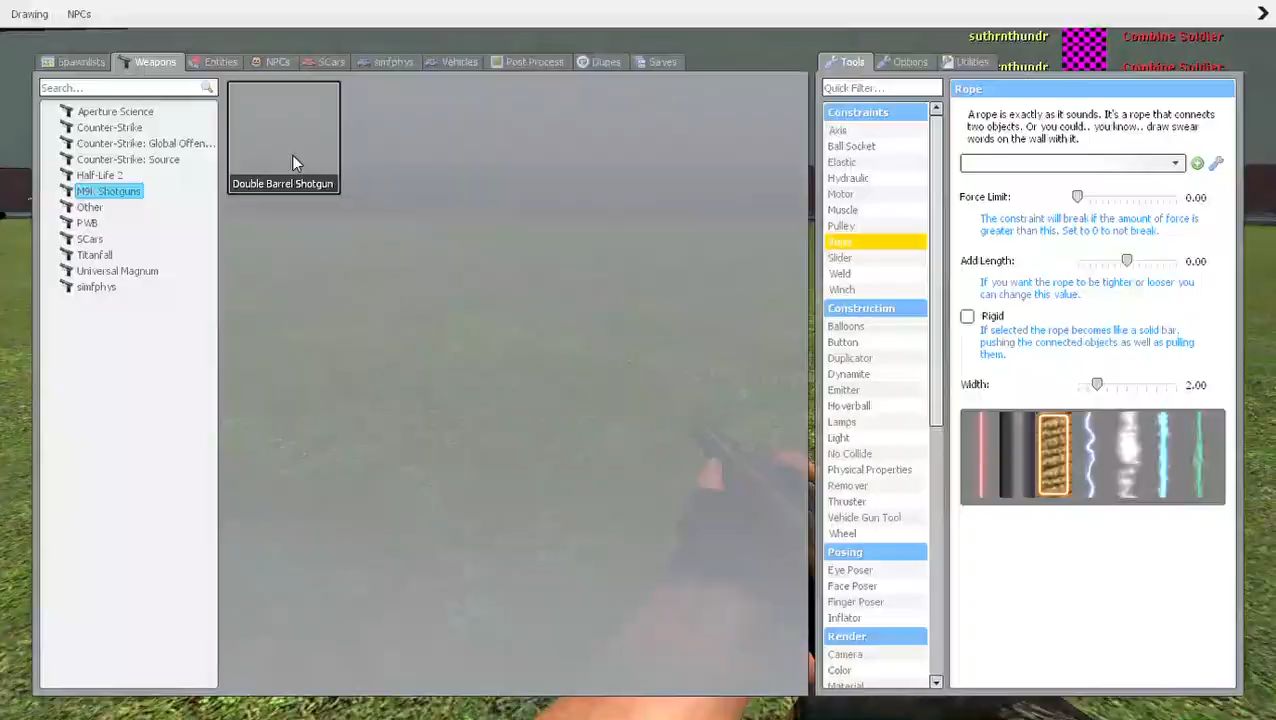 Drawing NPCs
suthrnthundr Combine Soldier
Combine Soldier
Spawnlists Weapons Entities NPCs SCars simfphys Vehicles Post Process Dupes Saves
Search...
Aperture Science
Counter-Strike
Counter-Strike: Global Offen...
Counter-Strike: Source
Half-Life 2
M9K Shotguns
Other
PWB
SCars
Titanfall
Universal Magnum
simfphys
Double Barrel Shotgun
Tools Options Utilities
Quick Filter...
Constraints
Axis
Ball Socket
Elastic
Hydraulic
Motor
Muscle
Pulley
Slider
Weld
Winch
Construction
Balloons
Button
Duplicator
Dynamite
Emitter
Hoverball
Lamps
Light
No Collide
Physical Properties
Remover
Thruster
Vehicle Gun Tool
Wheel
Posing
Eye Poser
Face Poser
Finger Poser
Inflator
Render
Camera
Color
Material
Rope
A rope is exactly as it sounds. It's a rope that connects
two objects. Or you could.. you know.. draw swear
words on the wall with it.
Force Limit: 0.00
The constraint will break if the amount of force is
greater than this. Set to 0 to not break.
Add Length: 0.00
If you want the rope to be tighter or looser you
can change this value.
Rigid
If selected the rope becomes like a solid bar,
pushing the connected objects as well as pulling
them.
Width: 2.00